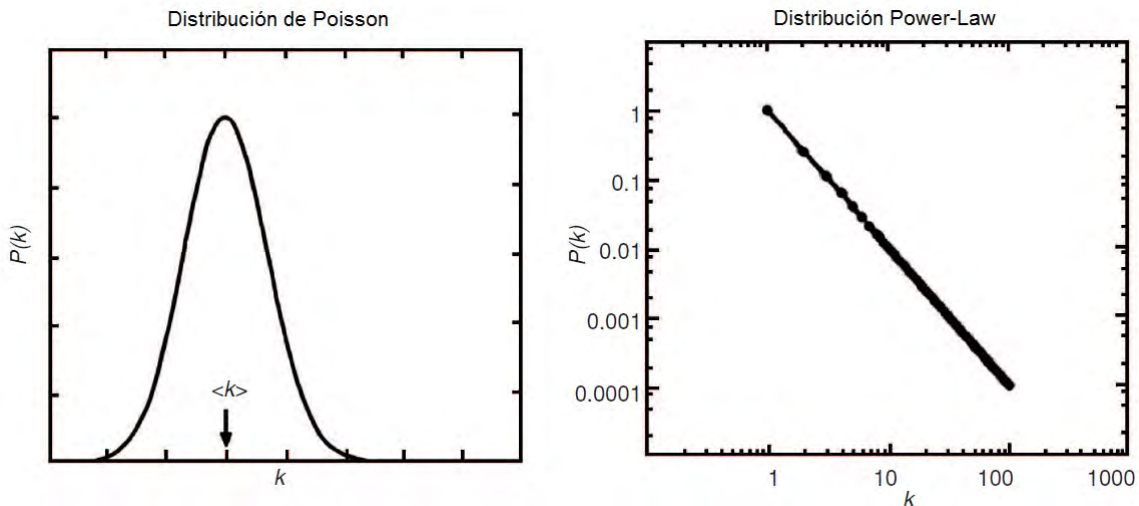 Distribución de Poisson
P(k)
<k>
k
Distribución Power-Law
P(k)
1
0.1
0.01
0.001
0.0001
1 10 100 1000
k